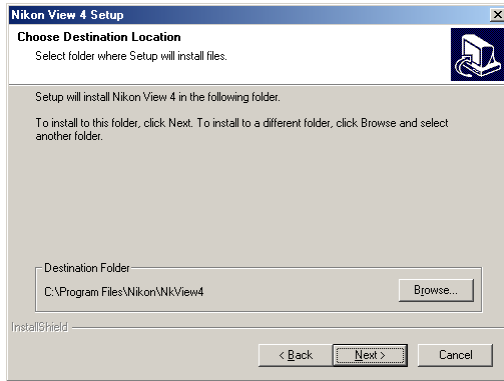 Nikon View 4 Setup
Choose Destination Location
Select folder where Setup will install files.
Setup will install Nikon View 4 in the following folder.
To install to this folder, click Next. To install to a different folder, click Browse and select
another folder.
Destination Folder
C:\Program Files\Nikon\NkView4
Browse...
InstallShield
< Back
Next >
Cancel